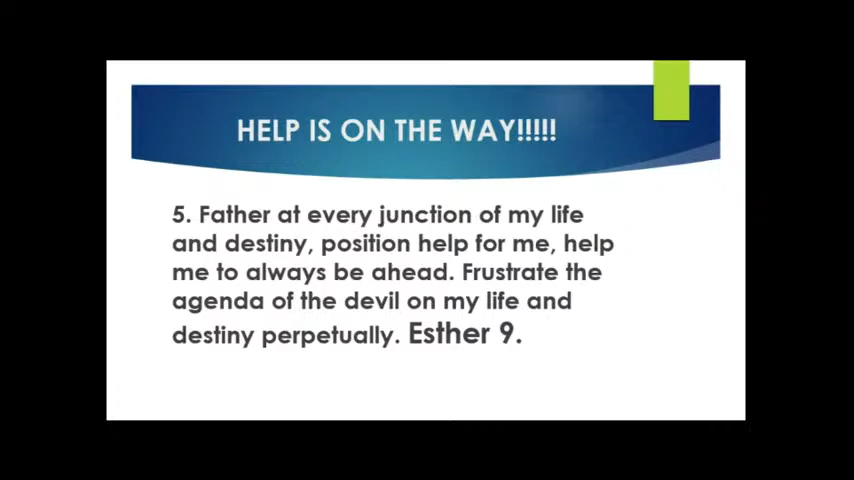 HELP IS ON THE WAY!!!!!
5. Father at every junction of my life
and destiny, position help for me, help
me to always be ahead. Frustrate the
agenda of the devil on my life and
destiny perpetually. Esther 9.